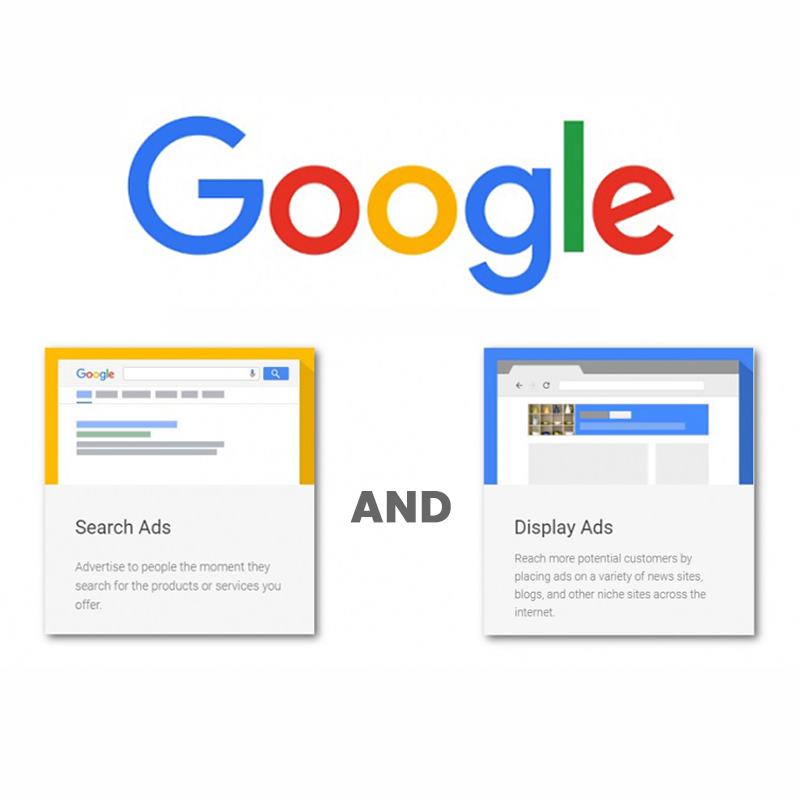 Google
Google
Search Ads
Advertise to people the moment they
search for the products or services you
offer.
AND
Display Ads
Reach more potential customers by
placing ads on a variety of news sites,
blogs, and other niche sites across the
internet.